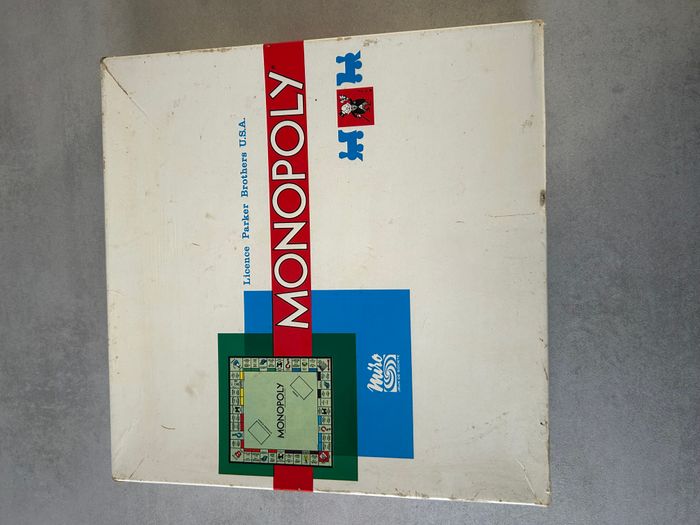 Licence Parker Brothers U.S.A.
MONOPOLY
MONOPOLY
miro